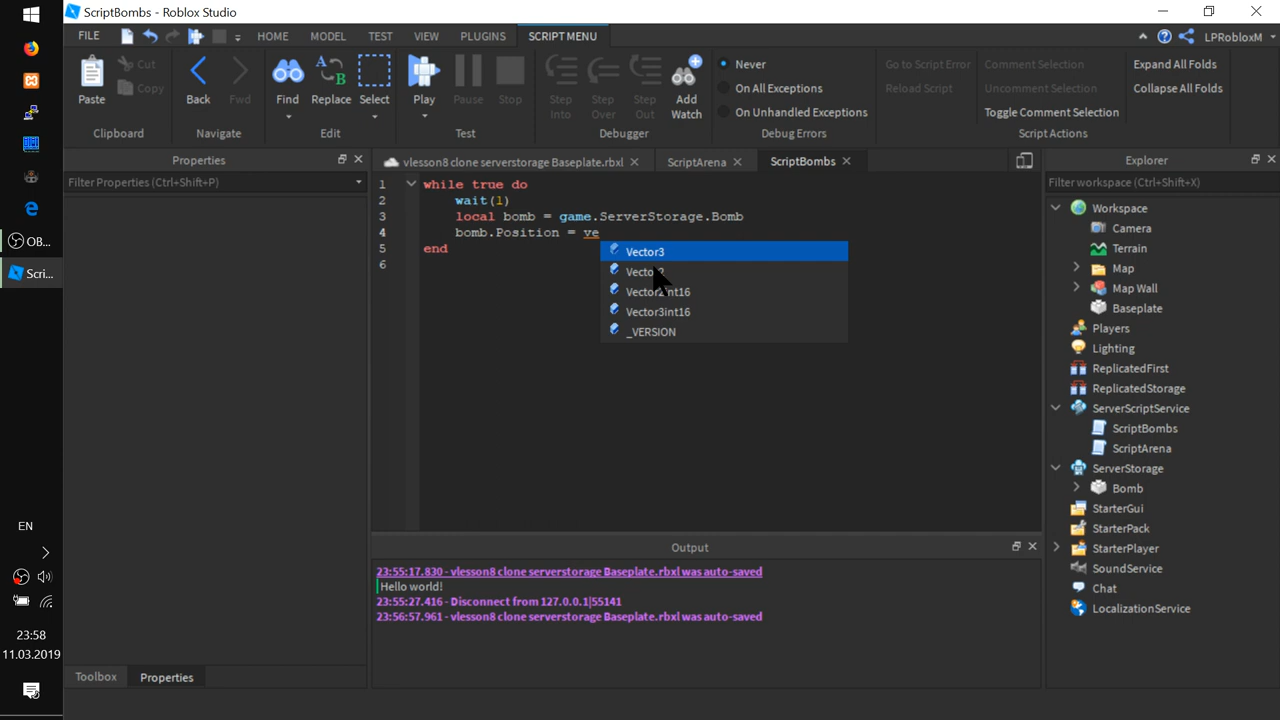 ScriptBombs - Roblox Studio
FILE HOME MODEL TEST VIEW PLUGINS SCRIPT MENU LPRobloxM
Paste Cut Copy Clipboard
Back Fwd Navigate
Find Replace Select Edit
Play Pause Stop Test
Step Into Step Over Step Out Add Watch Debugger
Never
On All Exceptions
On Unhandled Exceptions
Debug Errors
Go to Script Error
Reload Script
Comment Selection
Uncomment Selection
Toggle Comment Selection
Expand All Folds
Collapse All Folds
Script Actions
Properties
Filter Properties (Ctrl+Shift+P)
vlesson8 clone serverstorage Baseplate.rbxl ScriptArena ScriptBombs
1 while true do
2 wait(1)
3 local bomb = game.ServerStorage.Bomb
4 bomb.Position = ve
5 end
6
Vector3
Vector2
Vector2int16
Vector3int16
_VERSION
Output
23:55:17.830 - vlesson8 clone serverstorage Baseplate.rbxl was auto-saved
Hello world!
23:55:27.416 - Disconnect from 127.0.0.1|55141
23:56:57.961 - vlesson8 clone serverstorage Baseplate.rbxl was auto-saved
Explorer
Filter workspace (Ctrl+Shift+X)
Workspace
Camera
Terrain
Map
Map Wall
Baseplate
Players
Lighting
ReplicatedFirst
ReplicatedStorage
ServerScriptService
ScriptBombs
ScriptArena
ServerStorage
Bomb
StarterGui
StarterPack
StarterPlayer
SoundService
Chat
LocalizationService
Toolbox Properties
OB...
Scri...
EN
23:58
11.03.2019